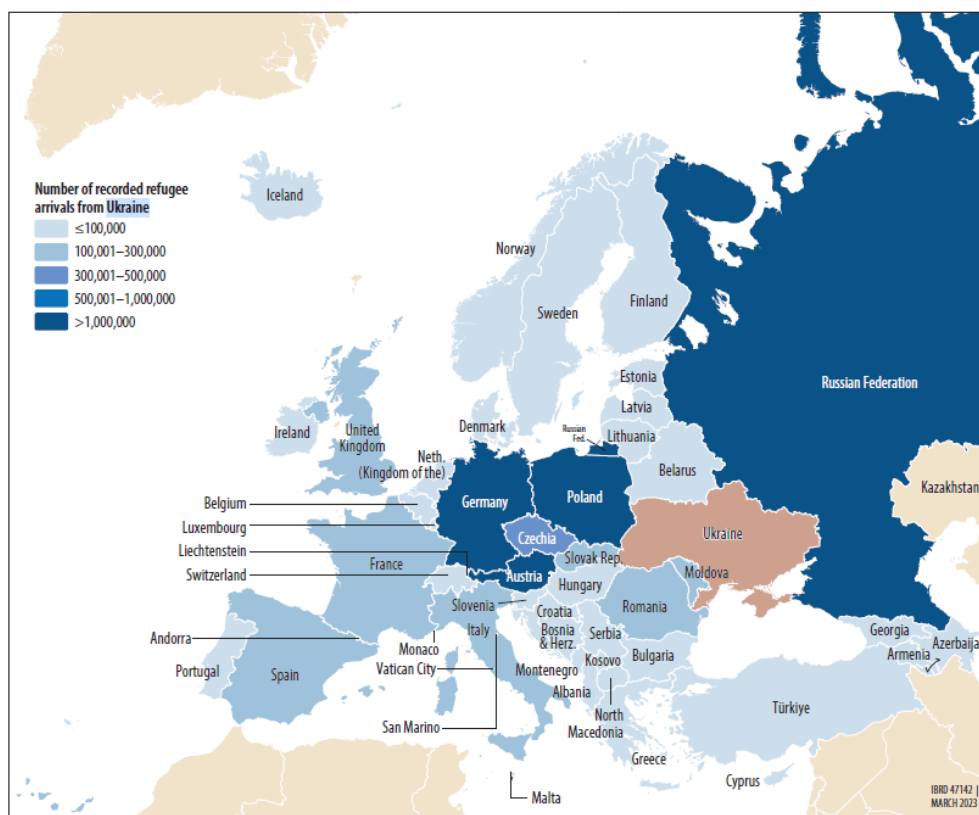 Number of recorded refugee
arrivals from Ukraine
≤100,000
100,001–300,000
300,001–500,000
500,001–1,000,000
>1,000,000
Iceland
Norway
Sweden
Finland
Russian Federation
Estonia
Latvia
Lithuania
Russian
Fed.
Denmark
Ireland
United
Kingdom
Neth.
(Kingdom of the)
Belarus
Kazakhstan
Belgium
Luxembourg
Liechtenstein
Switzerland
Germany
Poland
Czechia
Ukraine
Slovak Rep.
Moldova
Austria
Hungary
France
Romania
Slovenia
Croatia
Italy
Bosnia
& Herz.
Serbia
Georgia
Azerbaija
Armenia
Andorra
Monaco
Vatican City
Kosovo
Bulgaria
Montenegro
Portugal
Spain
Albania
San Marino
North
Macedonia
Türkiye
Greece
Cyprus
Malta
IBRD 47142 |
MARCH 2023